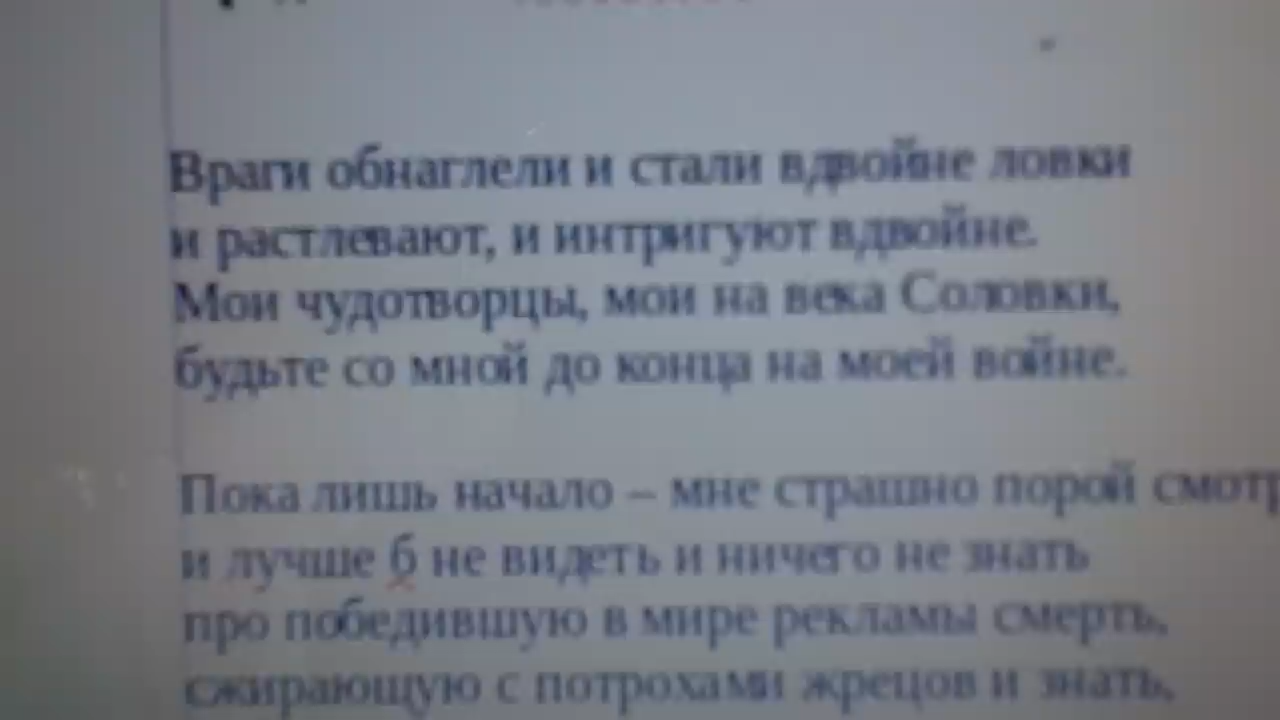 Враги обнаглели и стали вдвойне ловки
и растлевают, и интригуют вдвойне.
Мои чудотворцы, мои на века Соловки,
будьте со мной до конца на моей войне.
Пока лишь начало – мне страшно порой смотр
и лучше б не видеть и ничего не знать
про победившую в мире рекламы смерть,
сжирающую с потрохами жрецов и знать,